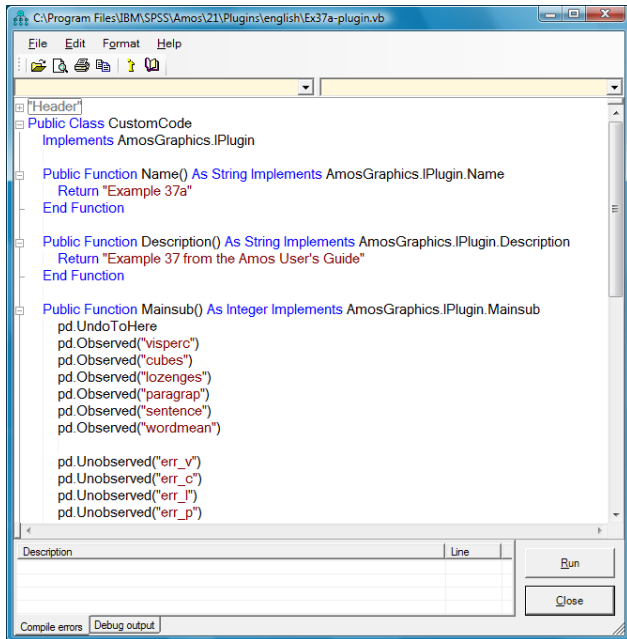 C:\Program Files\IBM\SPSS\Amos\21\Plugins\english\Ex37a-plugin.vb
File Edit Format Help
"Header"
Public Class CustomCode
Implements AmosGraphics.IPlugin
Public Function Name() As String Implements AmosGraphics.IPlugin.Name
Return "Example 37a"
End Function
Public Function Description() As String Implements AmosGraphics.IPlugin.Description
Return "Example 37 from the Amos User's Guide"
End Function
Public Function Mainsub() As Integer Implements AmosGraphics.IPlugin.Mainsub
pd.UndoToHere
pd.Observed("visperc")
pd.Observed("cubes")
pd.Observed("lozenges")
pd.Observed("paragrap")
pd.Observed("sentence")
pd.Observed("wordmean")
pd.Unobserved("err_v")
pd.Unobserved("err_c")
pd.Unobserved("err_l")
pd.Unobserved("err_p")
Description Line
Run
Close
Compile errors Debug output